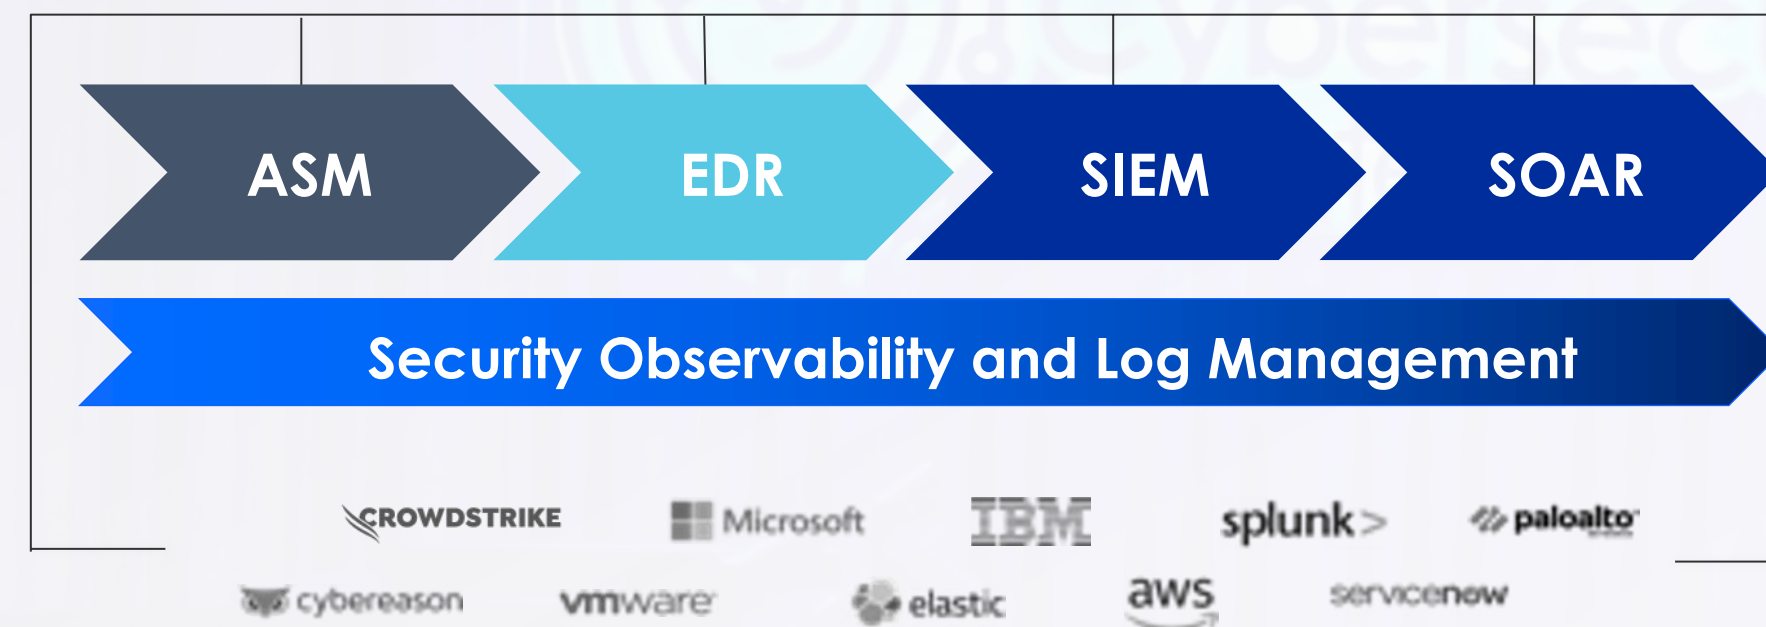 Cybersec
ASM EDR SIEM SOAR
Security Observability and Log Management
CROWDSTRIKE Microsoft IBM splunk> paloalto
cybereason vmware elastic aws servicenow